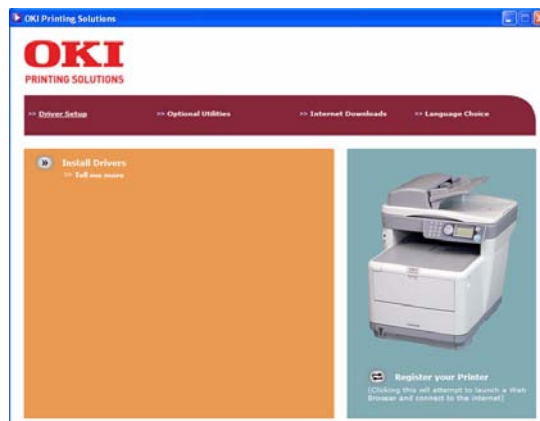 OKI Printing Solutions
OKI
PRINTING SOLUTIONS
>> Driver Setup >> Optional Utilities >> Internet Downloads >> Language Choice
Install Drivers
>> Tell me more
Register your Printer
(Clicking this will attempt to launch a Web
Browser and connect to the internet)